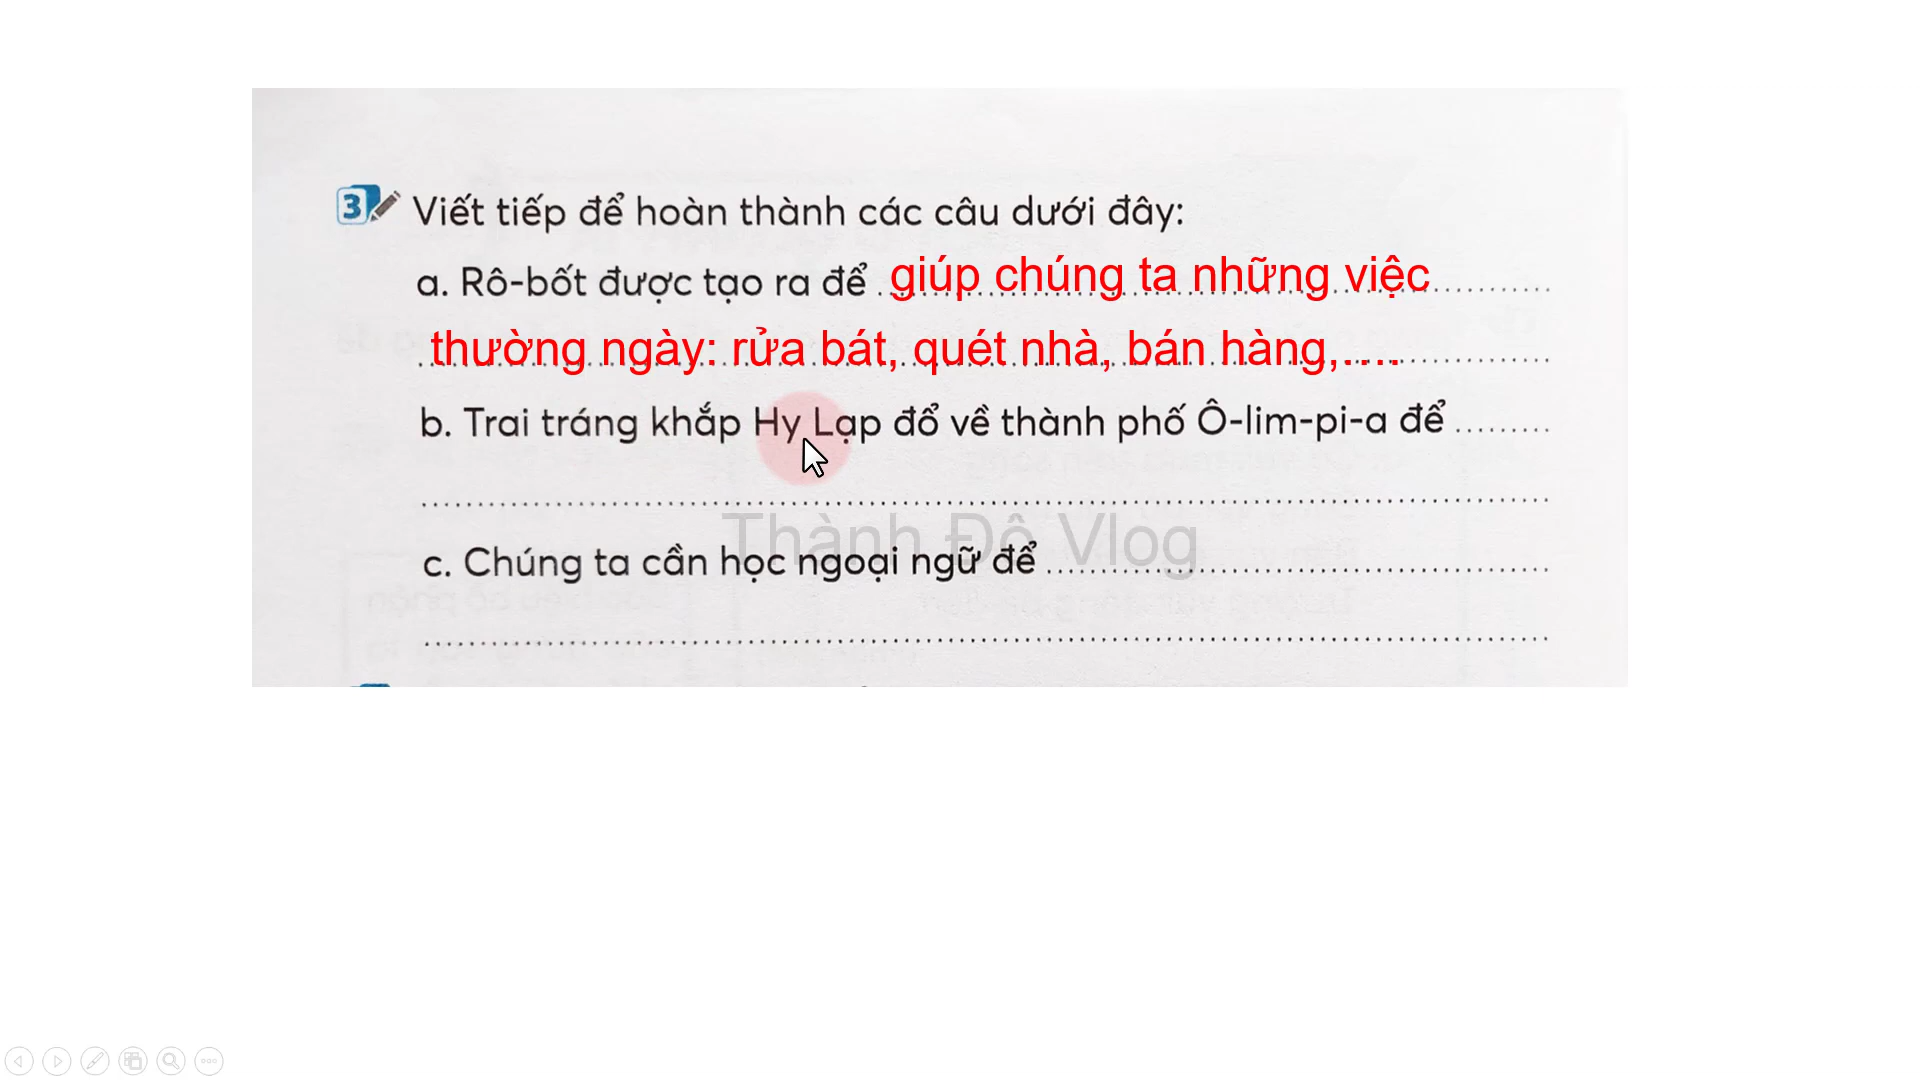 3 Viết tiếp để hoàn thành các câu dưới đây:
a. Rô-bốt được tạo ra để giúp chúng ta những việc
thường ngày: rửa bát, quét nhà, bán hàng,....
b. Trai tráng khắp Hy Lạp đổ về thành phố Ô-lim-pi-a để ........
Thành Đô Vlog
c. Chúng ta cần học ngoại ngữ để ........